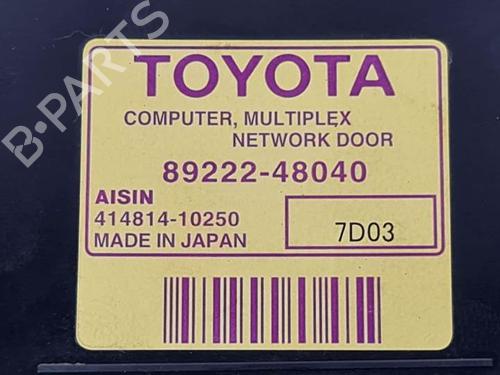 TOYOTA
COMPUTER, MULTIPLEX
NETWORK DOOR
89222-48040
AISIN
414814-10250
MADE IN JAPAN
7D03
B-PARTS